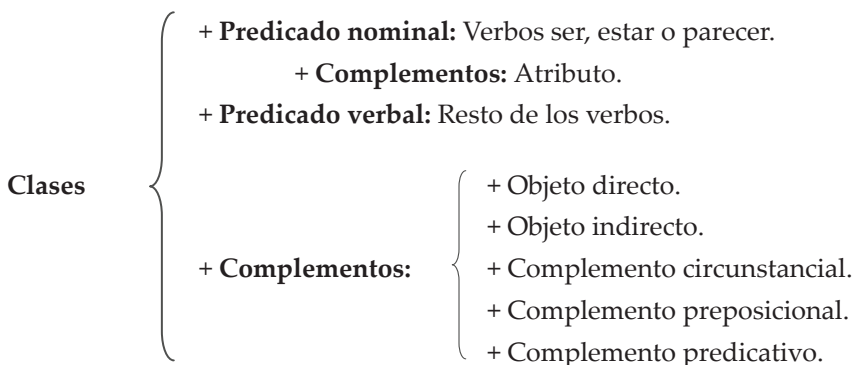 + Predicado nominal: Verbos ser, estar o parecer.
+ Complementos: Atributo.
+ Predicado verbal: Resto de los verbos.
Clases
+ Complementos:
+ Objeto directo.
+ Objeto indirecto.
+ Complemento circunstancial.
+ Complemento preposicional.
+ Complemento predicativo.